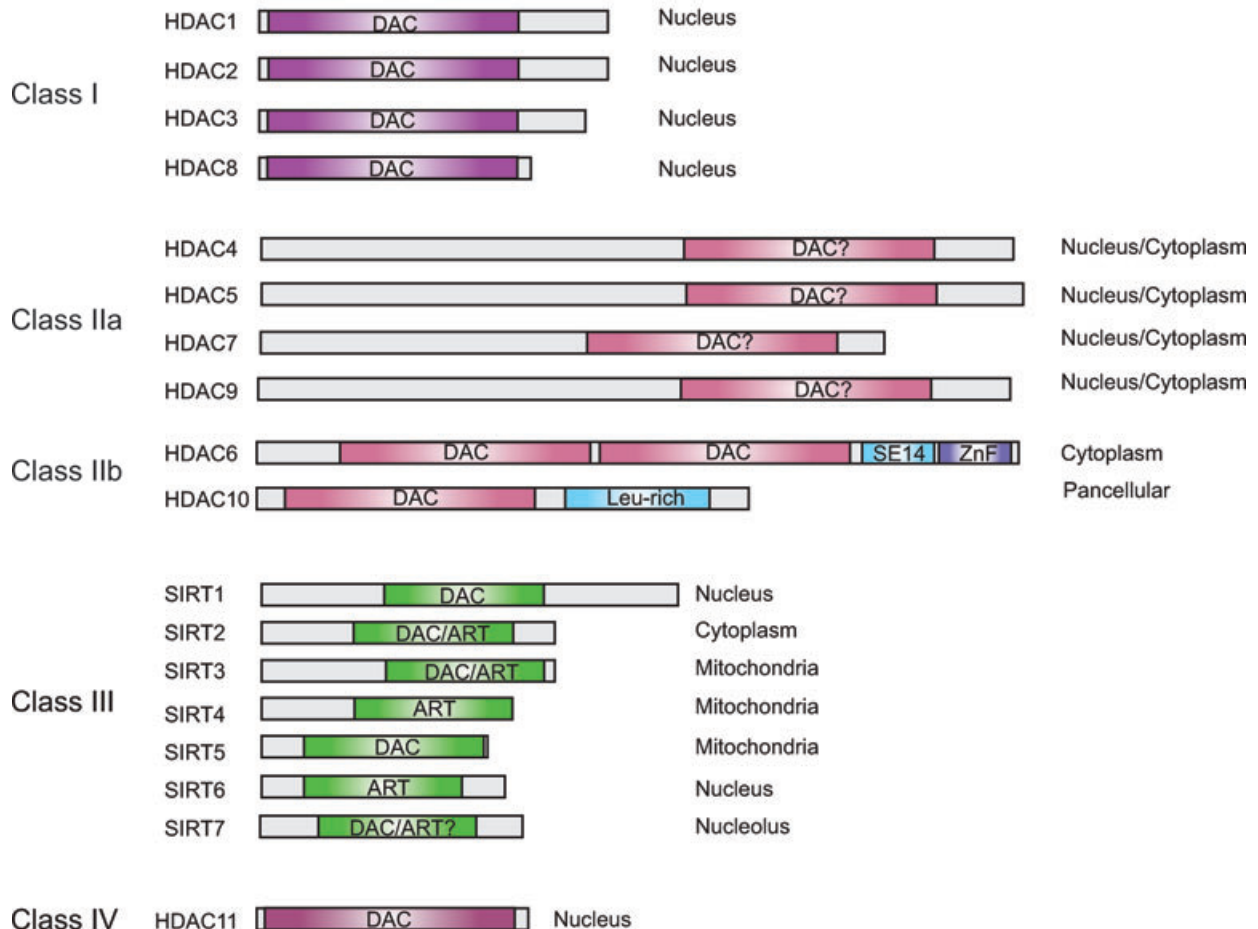 Class I
HDAC1 DAC Nucleus
HDAC2 DAC Nucleus
HDAC3 DAC Nucleus
HDAC8 DAC Nucleus
Class IIa
HDAC4 DAC? Nucleus/Cytoplasm
HDAC5 DAC? Nucleus/Cytoplasm
HDAC7 DAC? Nucleus/Cytoplasm
HDAC9 DAC? Nucleus/Cytoplasm
Class IIb
HDAC6 DAC DAC SE14 ZnF Cytoplasm
HDAC10 DAC Leu-rich Pancellular
Class III
SIRT1 DAC Nucleus
SIRT2 DAC/ART Cytoplasm
SIRT3 DAC/ART Mitochondria
SIRT4 ART Mitochondria
SIRT5 DAC Mitochondria
SIRT6 ART Nucleus
SIRT7 DAC/ART? Nucleolus
Class IV HDAC11 DAC Nucleus